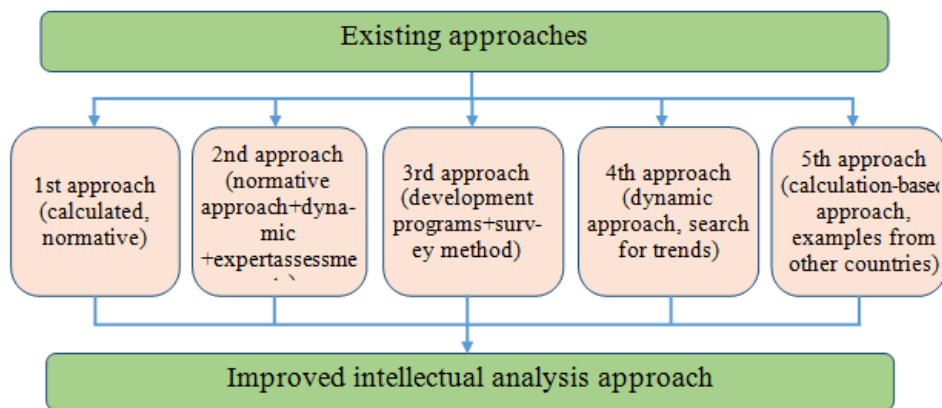 Existing approaches
1st approach
(calculated,
normative)
2nd approach
(normative
approach+dyna-
mic
+expertassessme
3rd approach
(development
programs+surv-
ey method)
4th approach
(dynamic
approach, search
for trends)
5th approach
(calculation-based
approach,
examples from
other countries)
Improved intellectual analysis approach